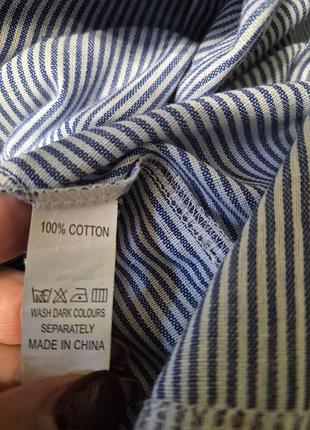 100% COTTON
WASH DARK COLOURS
SEPARATELY
MADE IN CHINA